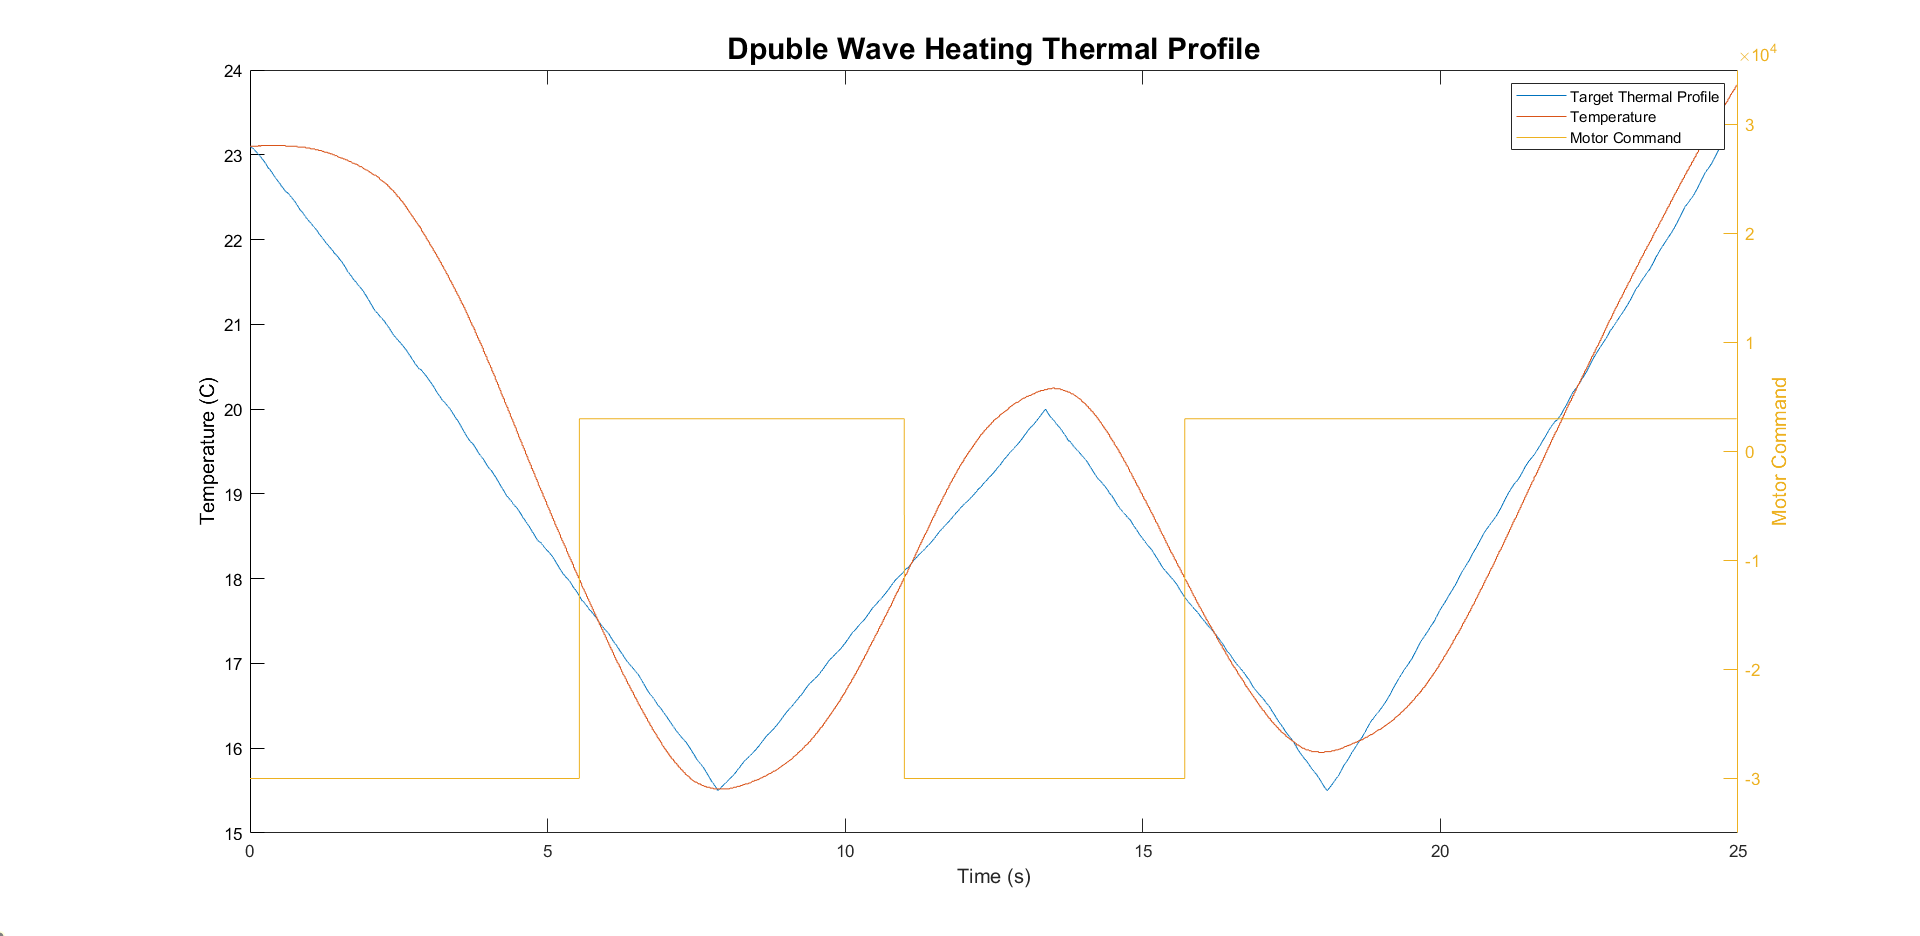 Dpuble Wave Heating Thermal Profile
×10⁴
24
23
22
21
20
19
18
17
16
15
Temperature (C)
Target Thermal Profile
Temperature
Motor Command
3
2
1
0
-1
-2
-3
Motor Command
0 5 10 15 20 25
Time (s)